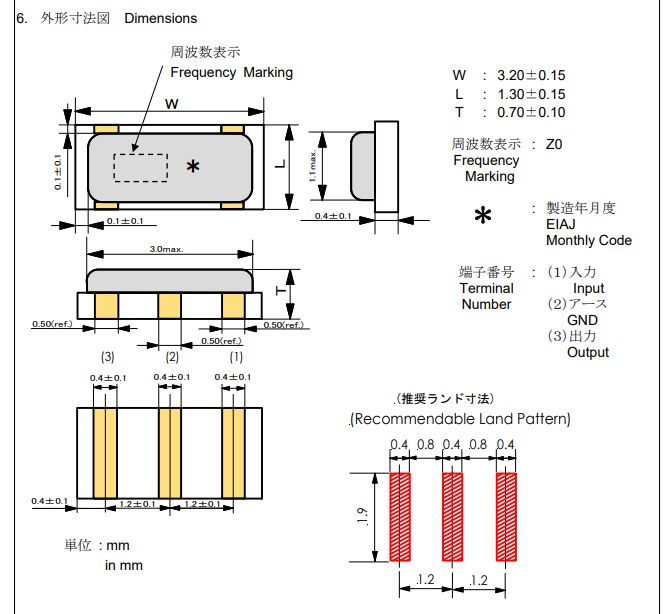 6. 外形寸法図 Dimensions
周波数表示
Frequency Marking
W
L
0.1±0.1
0.1±0.1
*
1.1max.
0.4±0.1
W : 3.20±0.15
L : 1.30±0.15
T : 0.70±0.10
周波数表示 : Z0
Frequency
Marking
* : 製造年月度
EIAJ
Monthly Code
端子番号 : (1)入力
Terminal Input
Number (2)アース
GND
(3)出力
Output
3.0max.
T
0.50(ref.)
0.50(ref.)
0.50(ref.)
(3) (2) (1)
0.4±0.1 0.4±0.1 0.4±0.1
0.4±0.1
1.2±0.1 1.2±0.1
単位 : mm
in mm
(推奨ランド寸法)
(Recommendable Land Pattern)
0.4 0.8 0.4 0.8 0.4
1.9
1.2 1.2